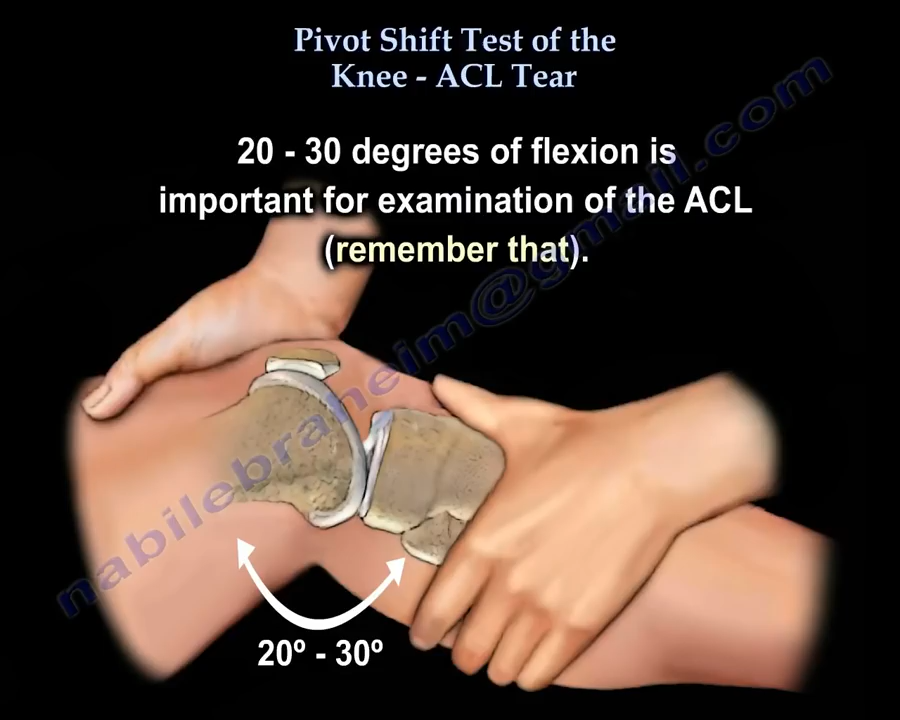 Pivot Shift Test of the
Knee - ACL Tear
20 - 30 degrees of flexion is
important for examination of the ACL
(remember that).
nabilebraheim@gmail.com
20º - 30º